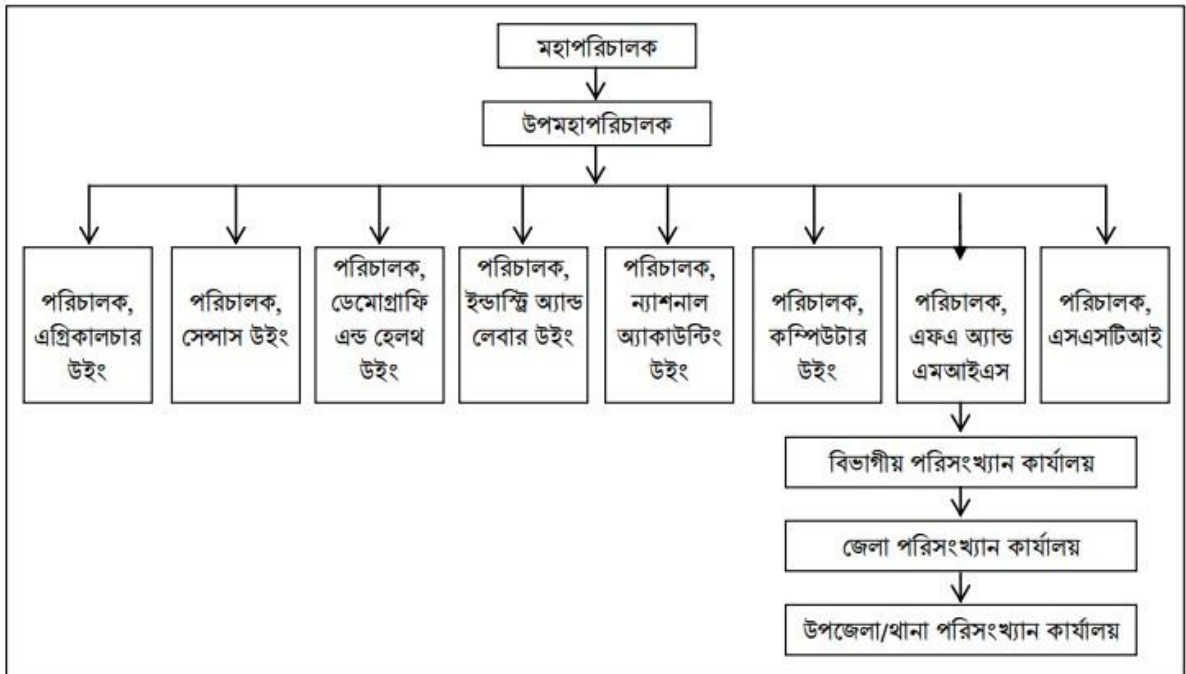 মহাপরিচালক
উপমহাপরিচালক
পরিচালক,
এগ্রিকালচার
উইং
পরিচালক,
সেন্সাস উইং
পরিচালক,
ডেমোগ্রাফি
এন্ড হেলথ
উইং
পরিচালক,
ইন্ডাস্ট্রি অ্যান্ড
লেবার উইং
পরিচালক,
ন্যাশনাল
অ্যাকাউন্টিং
উইং
পরিচালক,
কম্পিউটার
উইং
পরিচালক,
এফএ অ্যান্ড
এমআইএস
পরিচালক,
এসএসটিআই
বিভাগীয় পরিসংখ্যান কার্যালয়
জেলা পরিসংখ্যান কার্যালয়
উপজেলা/থানা পরিসংখ্যান কার্যালয়